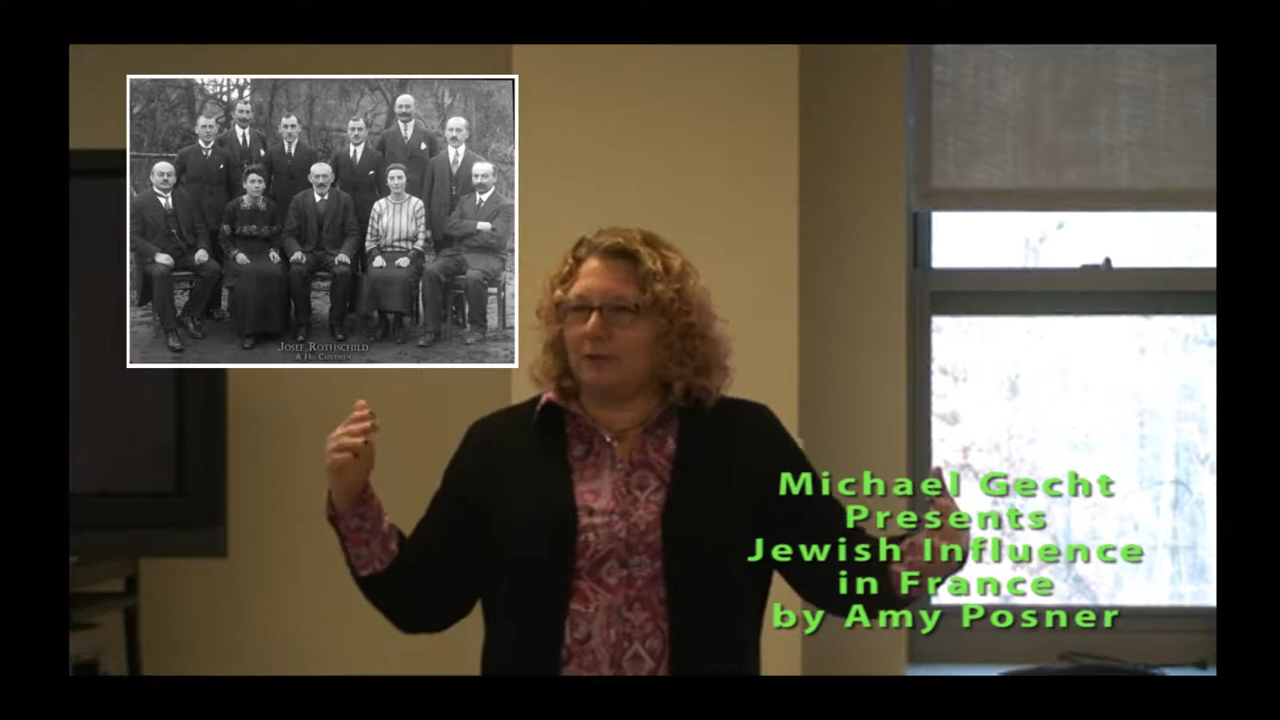 Josef Rothschild
& His Children
Michael Gecht
Presents
Jewish Influence
in France
by Amy Posner